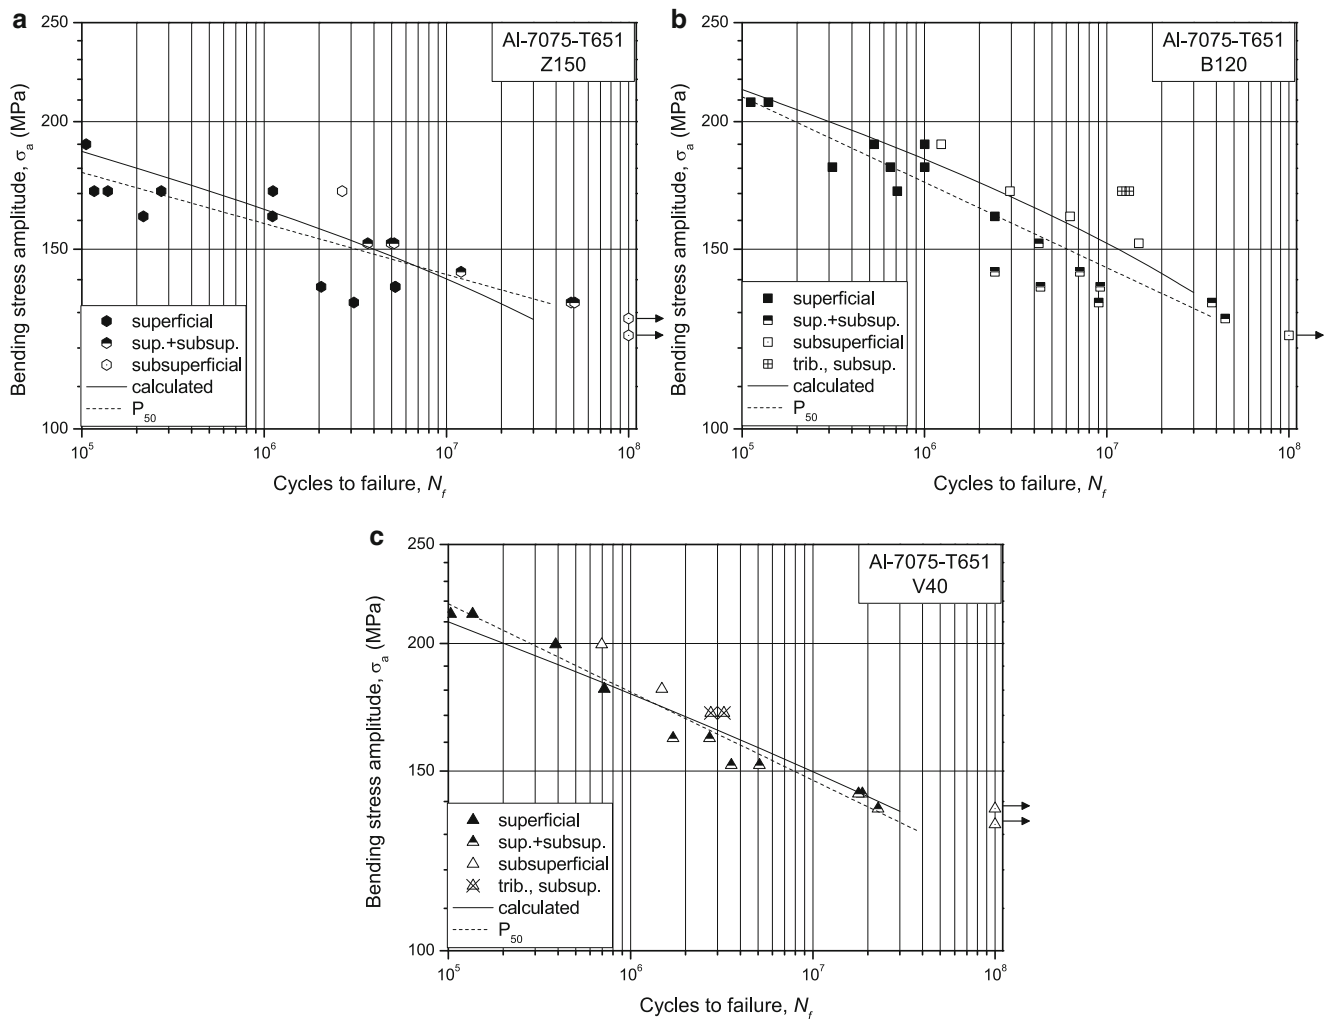 a
Al-7075-T651
Z150
Bending stress amplitude, σa (MPa)
250
200
150
100
superficial
sup.+subsup.
subsuperficial
calculated
P50
10^5
10^6
10^7
10^8
Cycles to failure, Nf
b
Al-7075-T651
B120
Bending stress amplitude, σa (MPa)
250
200
150
100
superficial
sup.+subsup.
subsuperficial
trib., subsup.
calculated
P50
10^5
10^6
10^7
10^8
Cycles to failure, Nf
c
Al-7075-T651
V40
Bending stress amplitude, σa (MPa)
250
200
150
100
superficial
sup.+subsup.
subsuperficial
trib., subsup.
calculated
P50
10^5
10^6
10^7
10^8
Cycles to failure, Nf